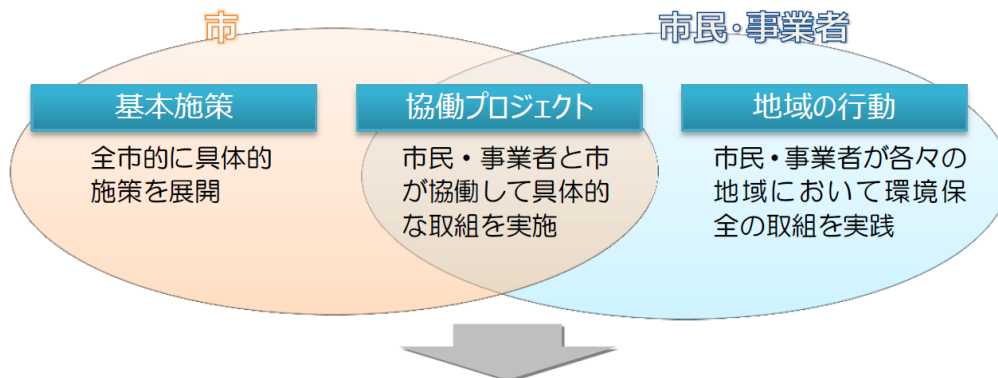 市
市民・事業者
基本施策
全市的に具体的
施策を展開
協働プロジェクト
市民・事業者と市
が協働して具体的
な取組を実施
地域の行動
市民・事業者が各々の
地域において環境保
全の取組を実践